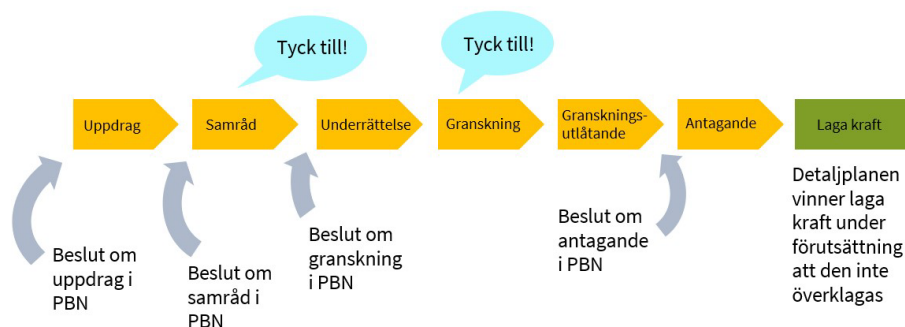 Tyck till!
Tyck till!
Uppdrag
Samråd
Underrättelse
Granskning
Gransknings-
utlåtande
Antagande
Laga kraft
Beslut om
uppdrag i
PBN
Beslut om
samråd i
PBN
Beslut om
granskning
i PBN
Beslut om
antagande
i PBN
Detaljplanen
vinner laga
kraft under
förutsättning
att den inte
överklagas